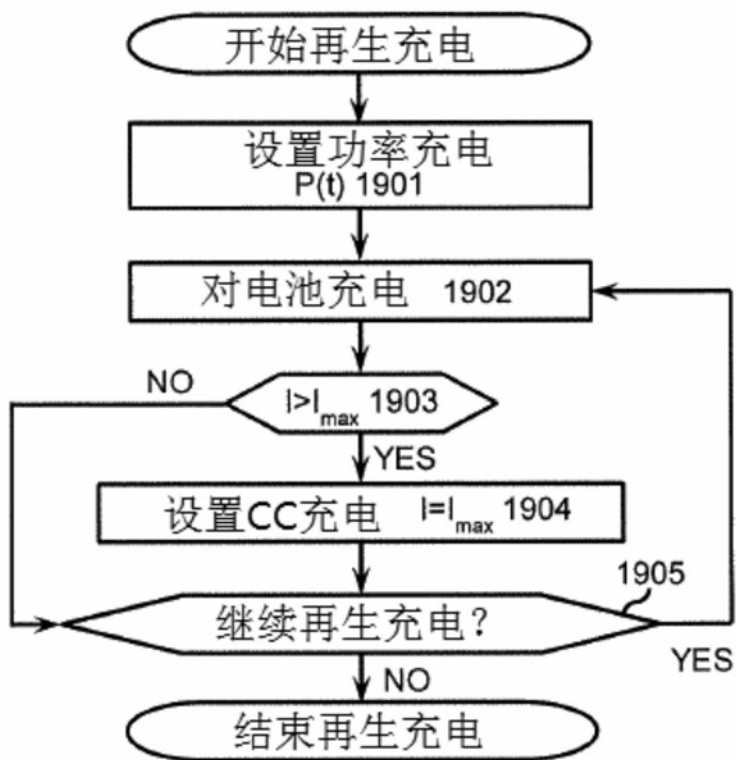 开始再生充电
设置功率充电
P(t) 1901
对电池充电 1902
NO
I>Imax 1903
YES
设置CC充电 I=Imax 1904
1905
继续再生充电?
YES
NO
结束再生充电